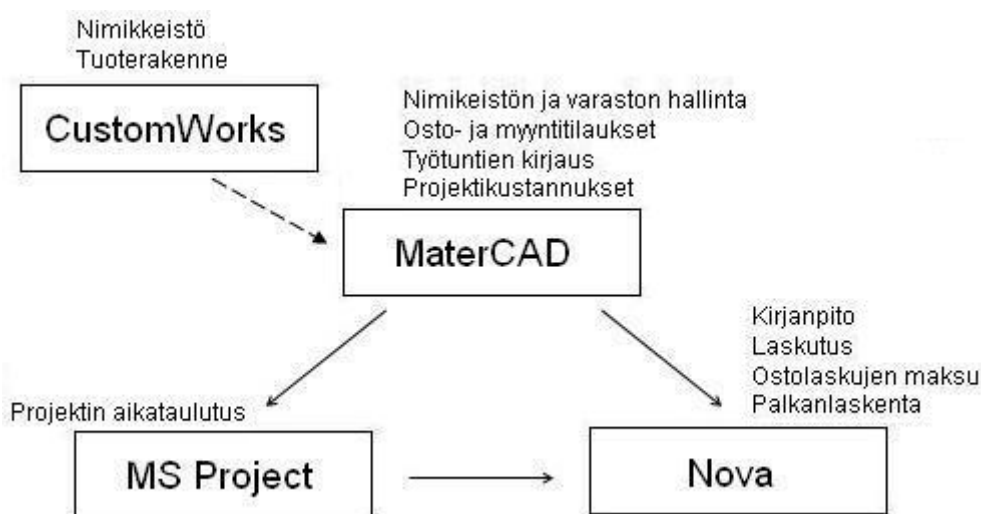 Nimikkeistö
Tuoterakenne
CustomWorks
Nimikeistön ja varaston hallinta
Osto- ja myyntitilaukset
Työtuntien kirjaus
Projektikustannukset
MaterCAD
Kirjanpito
Laskutus
Ostolaskujen maksu
Palkanlaskenta
Projektin aikataulutus
MS Project
Nova